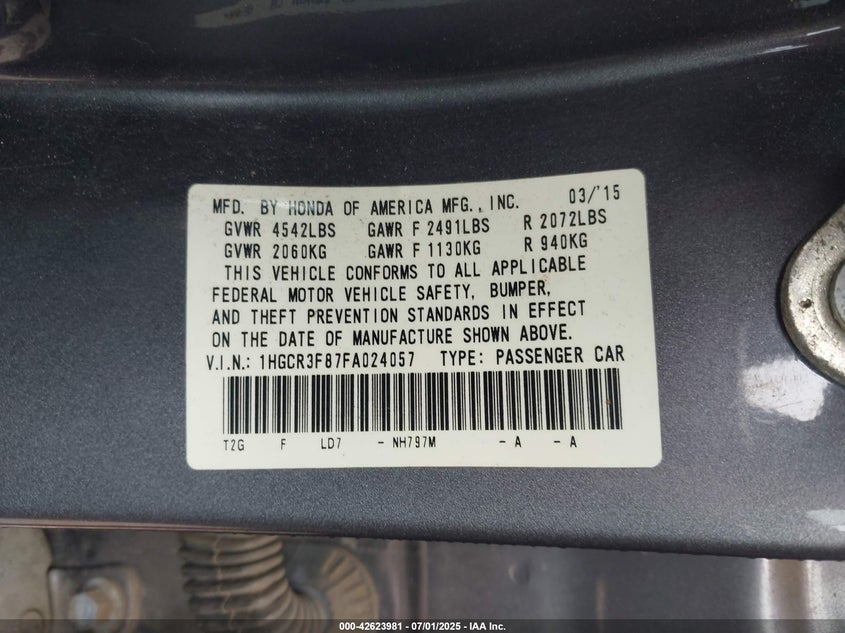 MFD. BY HONDA OF AMERICA MFG., INC. 03/'15
GVWR 4542LBS GAWR F 2491LBS R 2072LBS
GVWR 2060KG GAWR F 1130KG R 940KG
THIS VEHICLE CONFORMS TO ALL APPLICABLE
FEDERAL MOTOR VEHICLE SAFETY, BUMPER,
AND THEFT PREVENTION STANDARDS IN EFFECT
ON THE DATE OF MANUFACTURE SHOWN ABOVE.
V.I.N.: 1HGCR3F87FA024057 TYPE: PASSENGER CAR
T2G F LD7 - NH797M - A - A
000-42623981 - 07/01/2025 - IAA Inc.